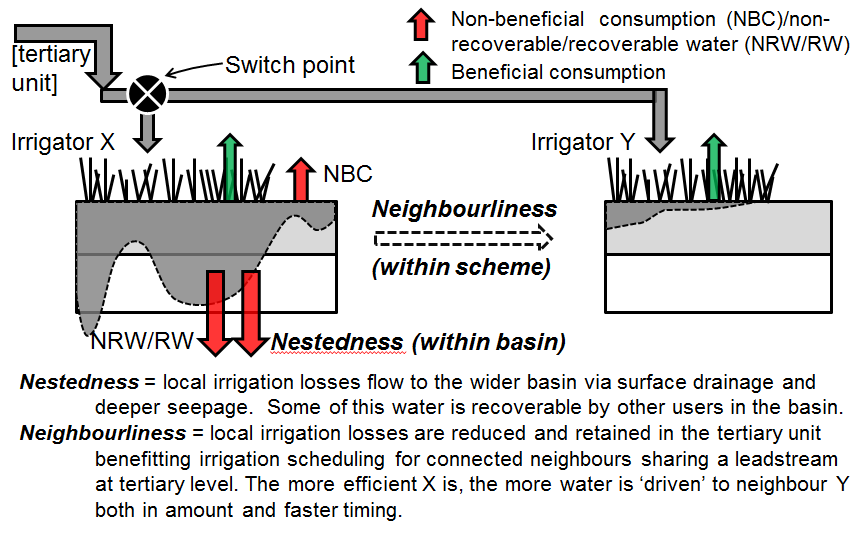 Non-beneficial consumption (NBC)/non-
recoverable/recoverable water (NRW/RW)
Beneficial consumption
[tertiary
unit]
Switch point
Irrigator X
Irrigator Y
NBC
Neighbourliness
(within scheme)
NRW/RW
Nestedness (within basin)
Nestedness = local irrigation losses flow to the wider basin via surface drainage and
deeper seepage. Some of this water is recoverable by other users in the basin.
Neighbourliness = local irrigation losses are reduced and retained in the tertiary unit
benefitting irrigation scheduling for connected neighbours sharing a leadstream
at tertiary level. The more efficient X is, the more water is ‘driven’ to neighbour Y
both in amount and faster timing.